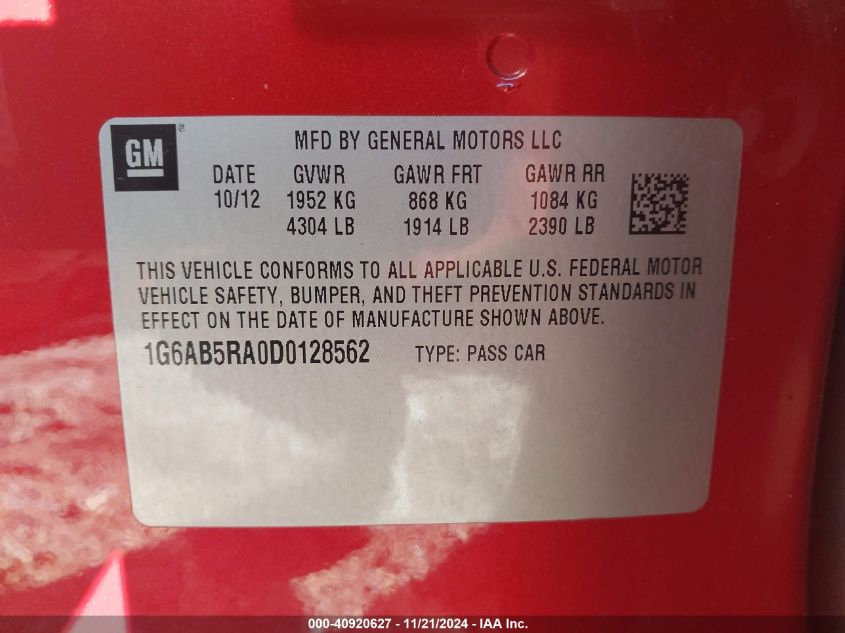 GM®
MFD BY GENERAL MOTORS LLC
DATE GVWR GAWR FRT GAWR RR
10/12 1952 KG 868 KG 1084 KG
4304 LB 1914 LB 2390 LB
THIS VEHICLE CONFORMS TO ALL APPLICABLE U.S. FEDERAL MOTOR
VEHICLE SAFETY, BUMPER, AND THEFT PREVENTION STANDARDS IN
EFFECT ON THE DATE OF MANUFACTURE SHOWN ABOVE.
1G6AB5RA0D0128562 TYPE: PASS CAR
000-40920627 - 11/21/2024 - IAA Inc.